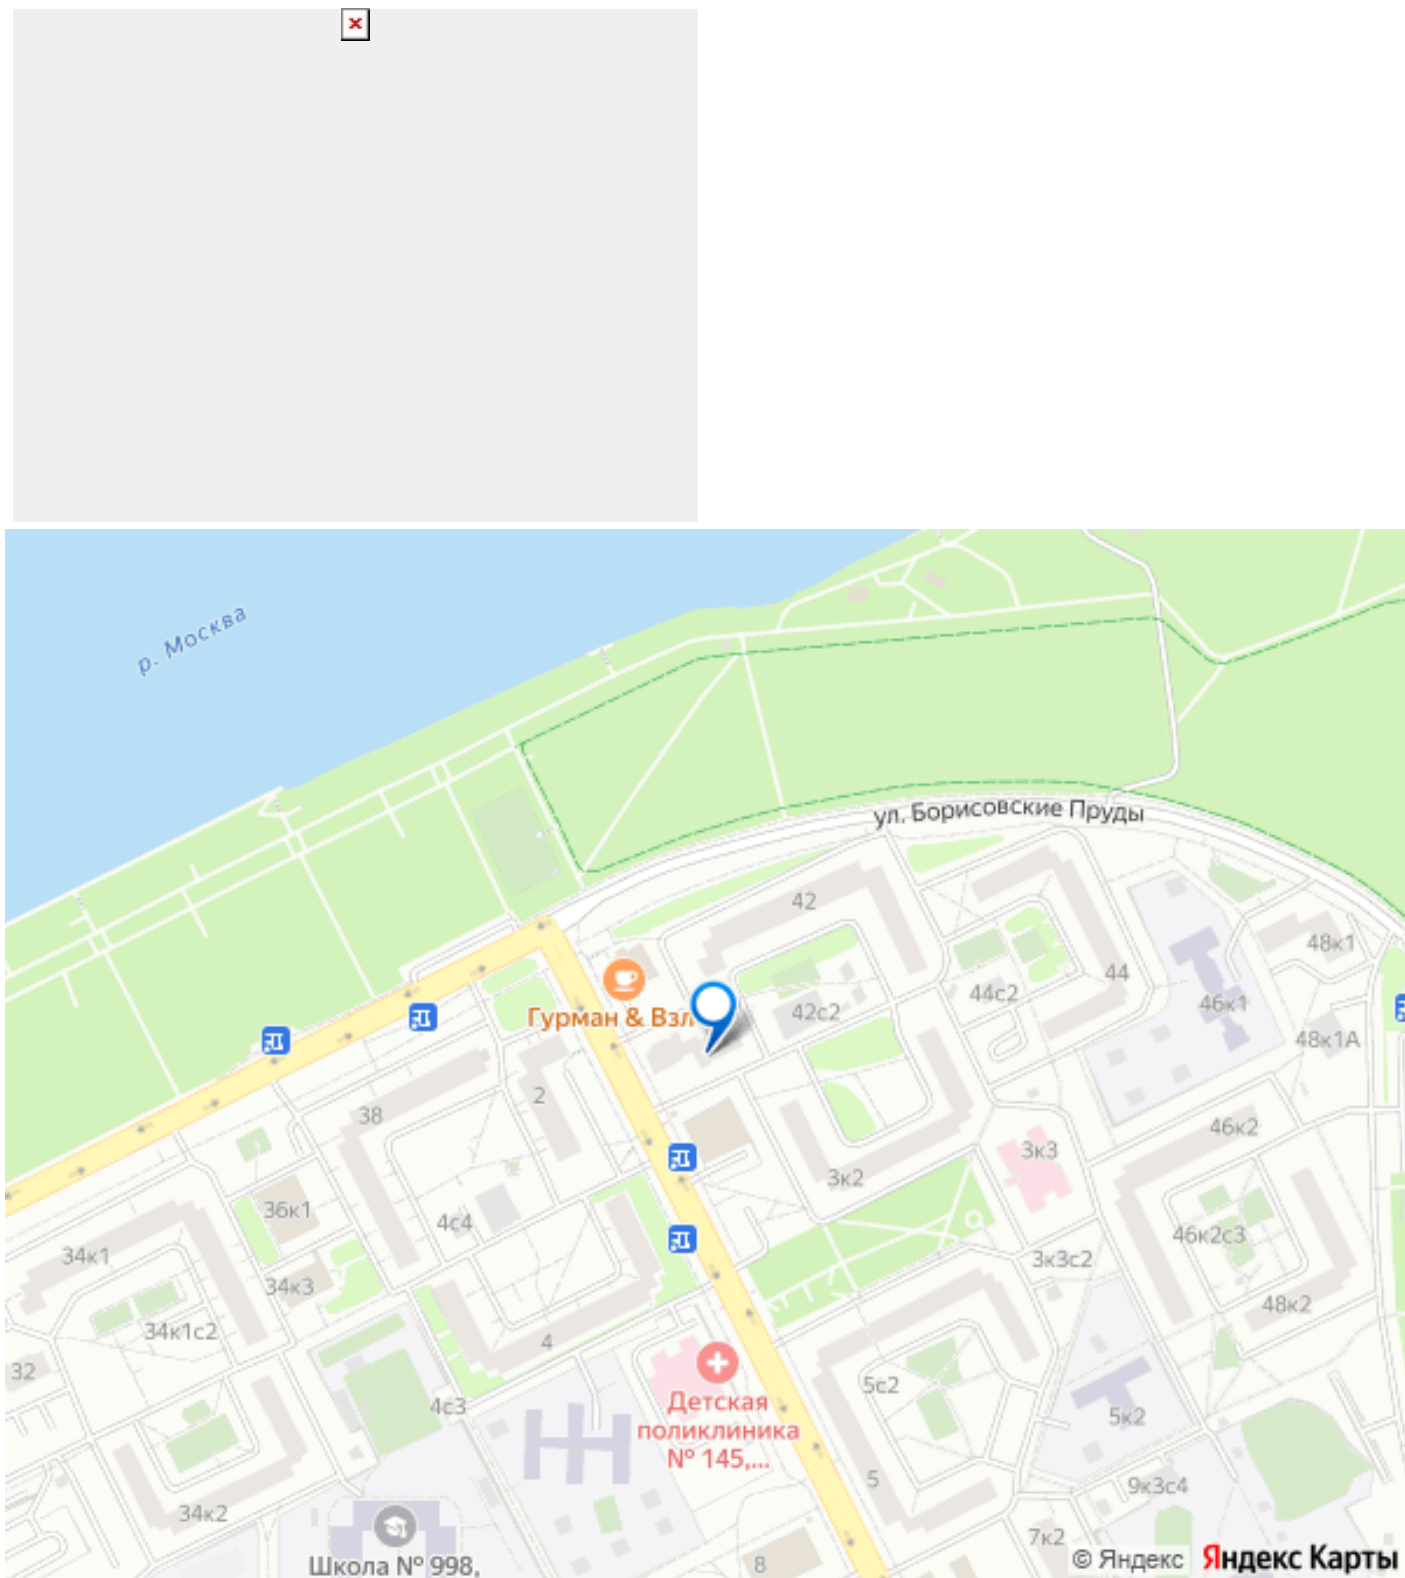 р. Москва
ул. Борисовские Пруды
42
48к1
44
Гурман & Взл
44с2
46к1
42с2
48к1А
2
38
46к2
3к3
3к2
36к1
4с4
46к2с3
34к1
3к3с2
34к3
48к2
34к1с2
4
32
5с2
Детская
поликлиника
№ 145,...
4с3
5к2
5
9к3с4
34к2
7к2
Школа № 998,
8
© Яндекс
Яндекс Карты